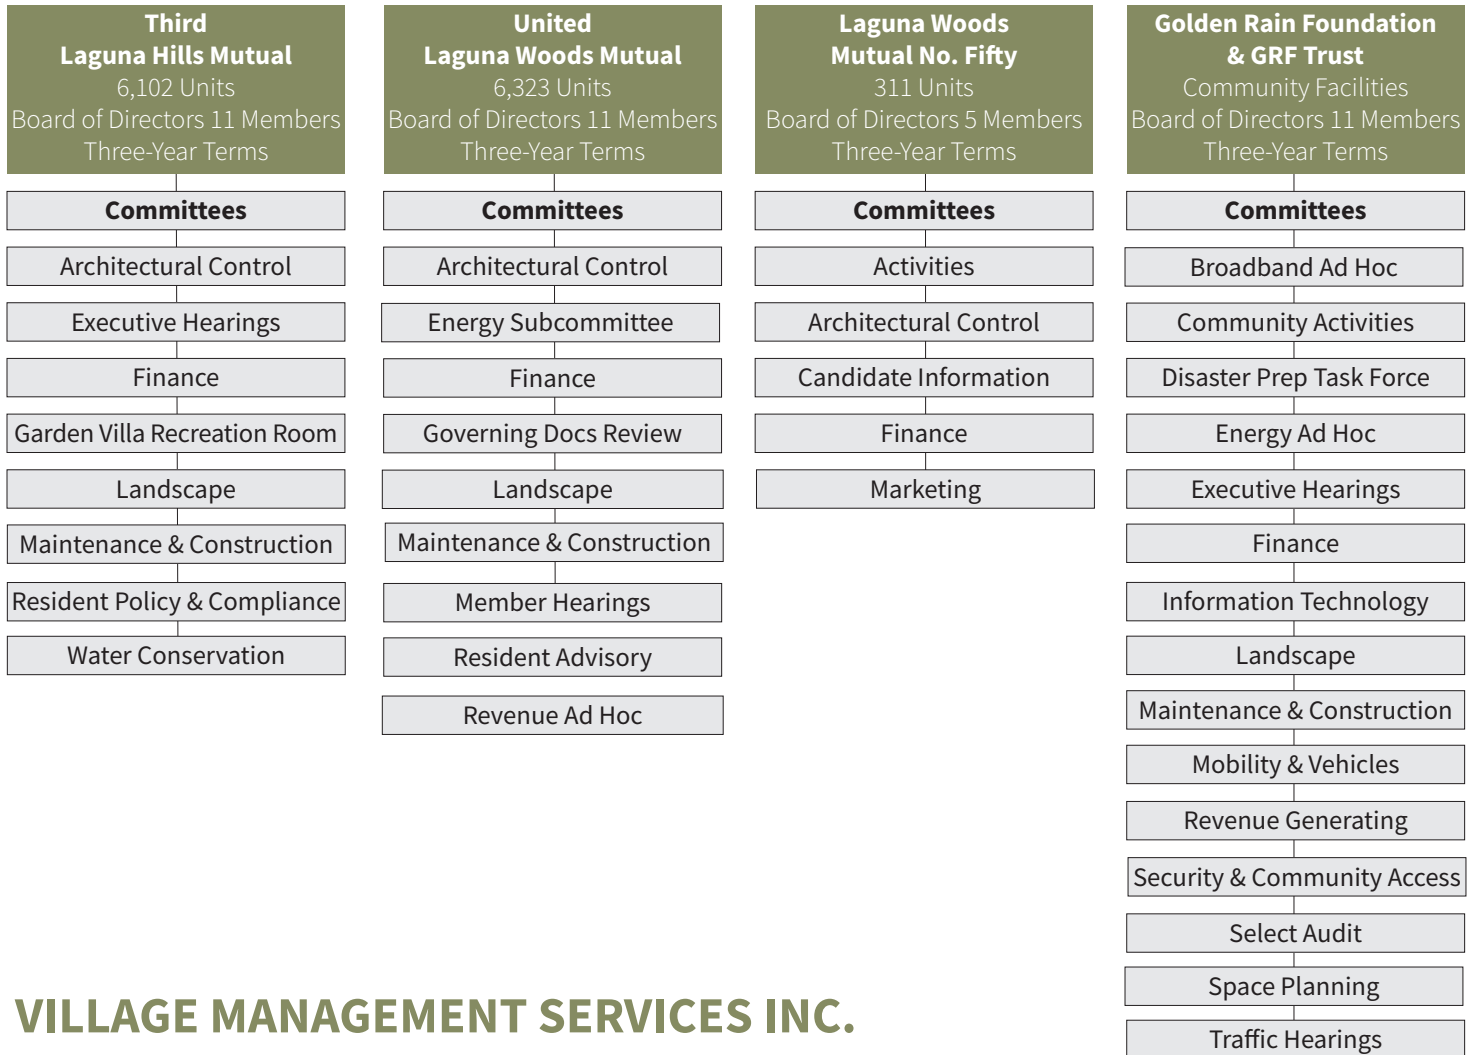 Third
Laguna Hills Mutual
6,102 Units
Board of Directors 11 Members
Three-Year Terms
Committees
Architectural Control
Executive Hearings
Finance
Garden Villa Recreation Room
Landscape
Maintenance & Construction
Resident Policy & Compliance
Water Conservation
United
Laguna Woods Mutual
6,323 Units
Board of Directors 11 Members
Three-Year Terms
Committees
Architectural Control
Energy Subcommittee
Finance
Governing Docs Review
Landscape
Maintenance & Construction
Member Hearings
Resident Advisory
Revenue Ad Hoc
Laguna Woods
Mutual No. Fifty
311 Units
Board of Directors 5 Members
Three-Year Terms
Committees
Activities
Architectural Control
Candidate Information
Finance
Marketing
Golden Rain Foundation
& GRF Trust
Community Facilities
Board of Directors 11 Members
Three-Year Terms
Committees
Broadband Ad Hoc
Community Activities
Disaster Prep Task Force
Energy Ad Hoc
Executive Hearings
Finance
Information Technology
Landscape
Maintenance & Construction
Mobility & Vehicles
Revenue Generating
Security & Community Access
Select Audit
Space Planning
Traffic Hearings
VILLAGE MANAGEMENT SERVICES INC.